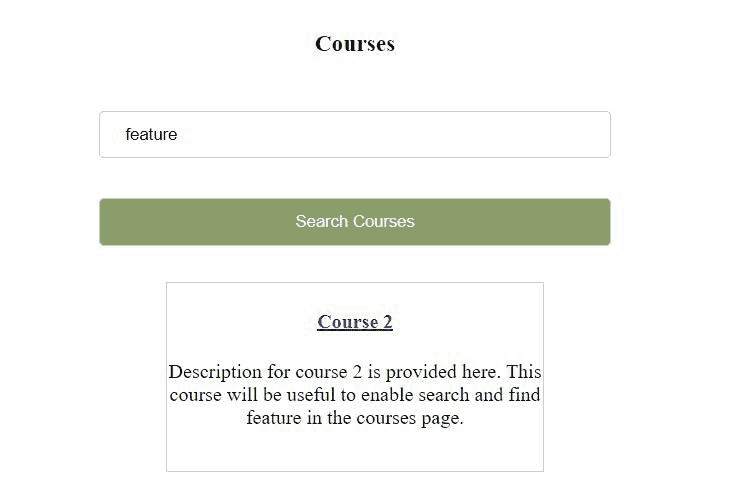 Courses
feature
Search Courses
Course 2
Description for course 2 is provided here. This
course will be useful to enable search and find
feature in the courses page.